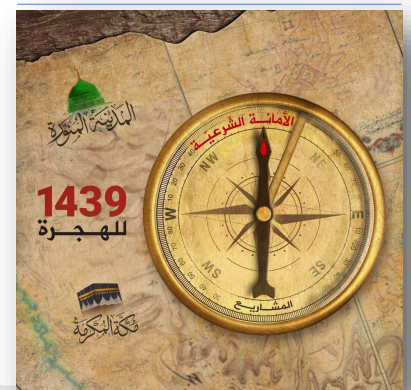 المدينة المنورة
1439
للهجرة
مكة المكرمة
الأمانة الشرعية
NW
NE
W
E
SW
SE
المشاريع